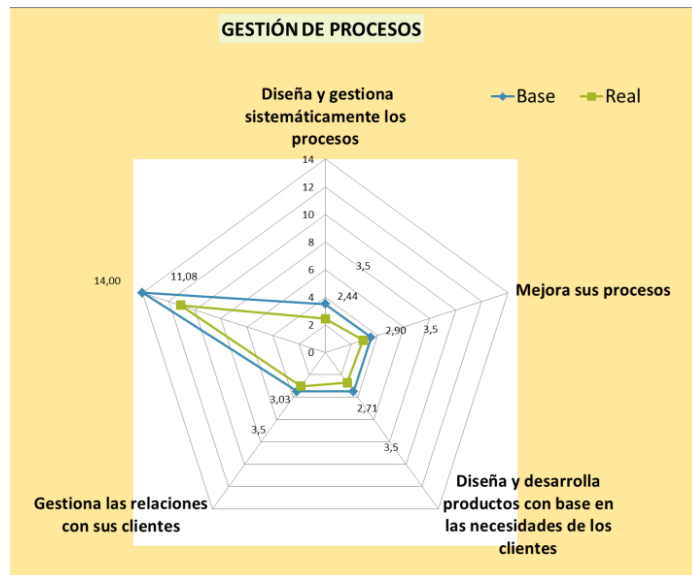 GESTIÓN DE PROCESOS
Diseña y gestiona
sistemáticamente los
procesos
Base
Real
14
12
10
8
6
4
2
0
3,5
2,44
14,00
11,08
Mejora sus procesos
2,90
3,5
3,03
2,71
3,5
3,5
Gestiona las relaciones
con sus clientes
Diseña y desarrolla
productos con base en
las necesidades de los
clientes